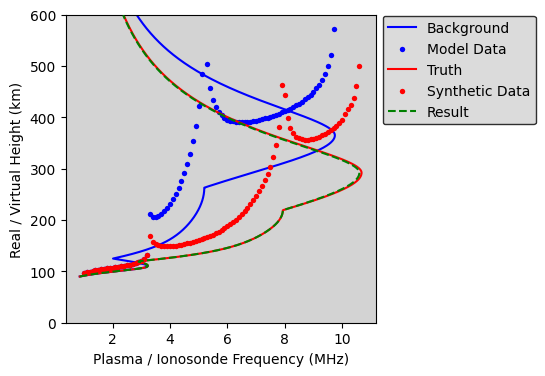 600
500
400
300
200
100
0
Real / Virtual Height (km)
2 4 6 8 10
Plasma / Ionosonde Frequency (MHz)
Background
Model Data
Truth
Synthetic Data
Result